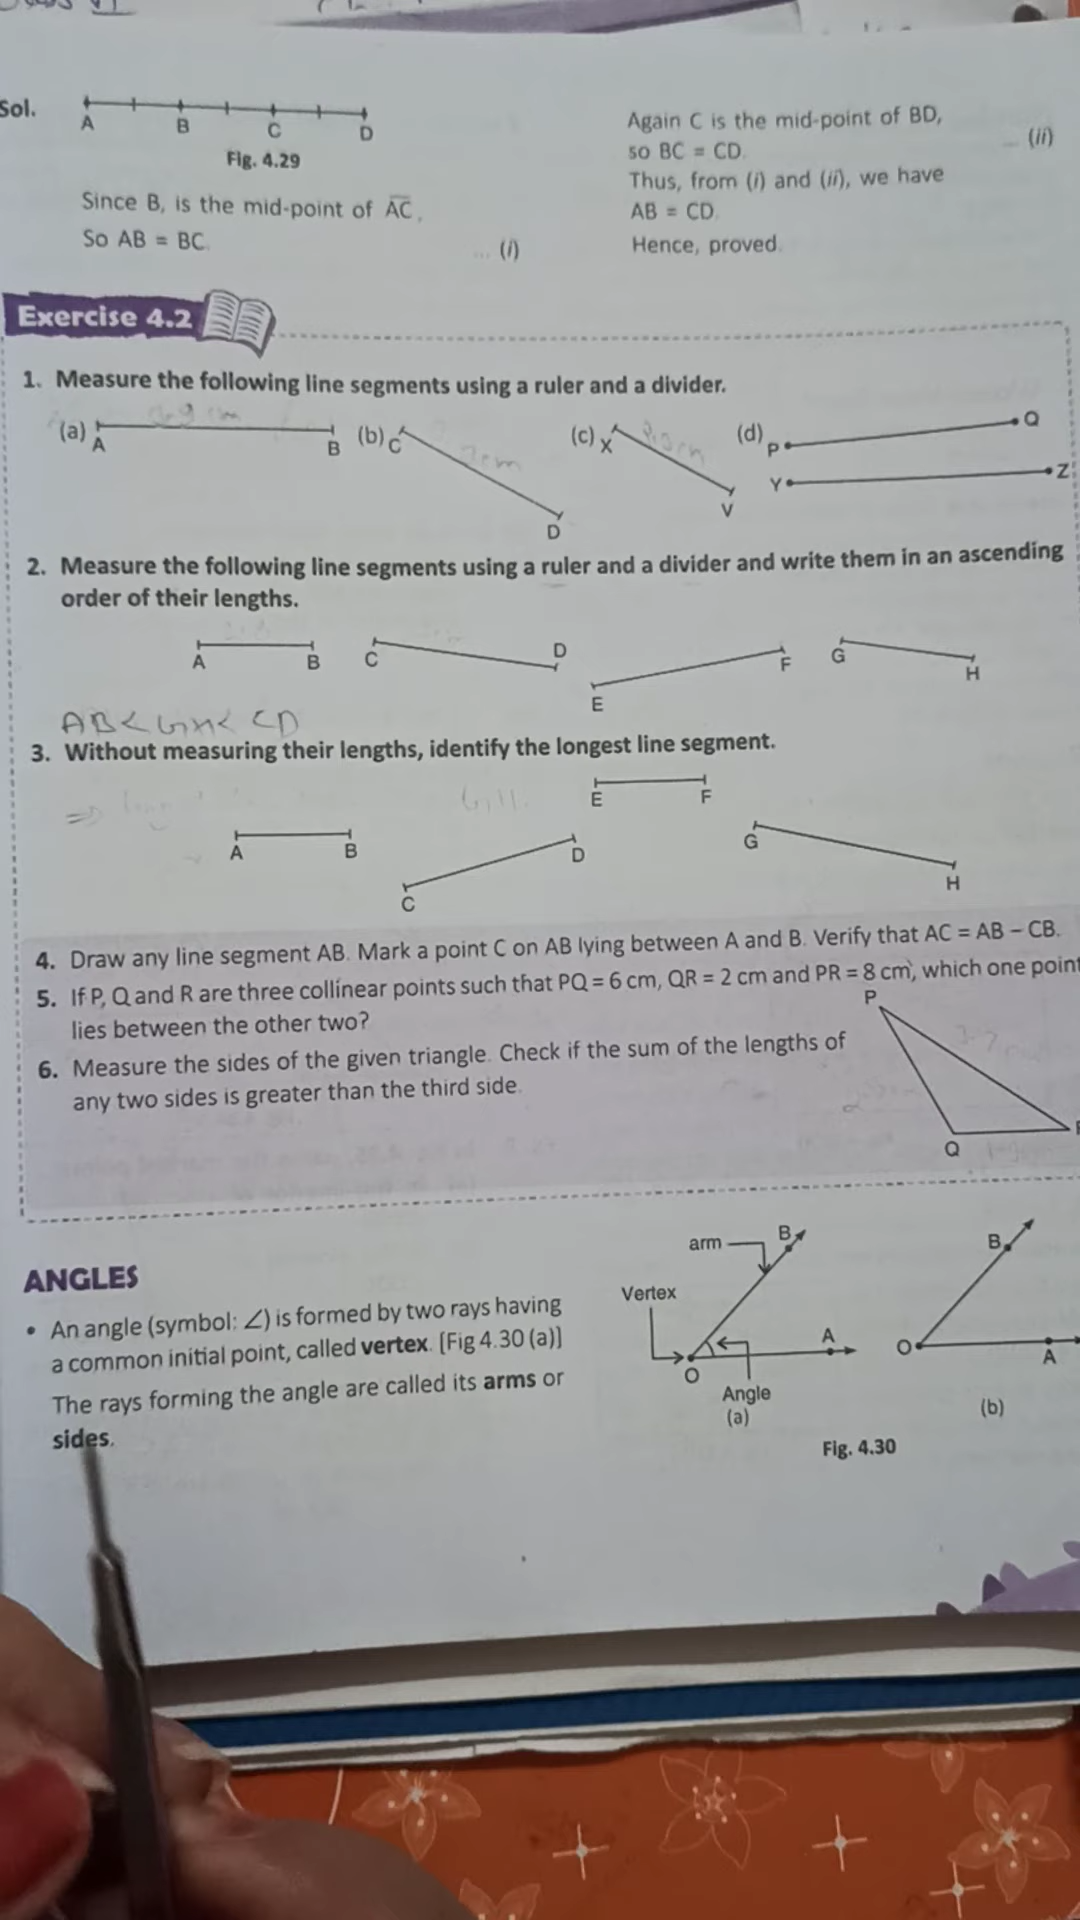 Sol.
A B C D
Fig. 4.29
Since B, is the mid-point of AC,
So AB = BC. ... (i)
Again C is the mid-point of BD,
so BC = CD. ... (ii)
Thus, from (i) and (ii), we have
AB = CD.
Hence, proved.
Exercise 4.2
1. Measure the following line segments using a ruler and a divider.
(a) A B (b) C D (c) X V (d) P Q Y Z
2. Measure the following line segments using a ruler and a divider and write them in an ascending
order of their lengths.
A B C D E F G H
3. Without measuring their lengths, identify the longest line segment.
E F
A B C D G H
4. Draw any line segment AB. Mark a point C on AB lying between A and B. Verify that AC = AB – CB.
5. If P, Q and R are three collinear points such that PQ = 6 cm, QR = 2 cm and PR = 8 cm, which one point
lies between the other two?
6. Measure the sides of the given triangle. Check if the sum of the lengths of
any two sides is greater than the third side.
P
Q
ANGLES
• An angle (symbol: ∠) is formed by two rays having
a common initial point, called vertex. [Fig 4.30 (a)]
The rays forming the angle are called its arms or
sides.
arm B
Vertex
O A
Angle
(a)
B
O A
(b)
Fig. 4.30